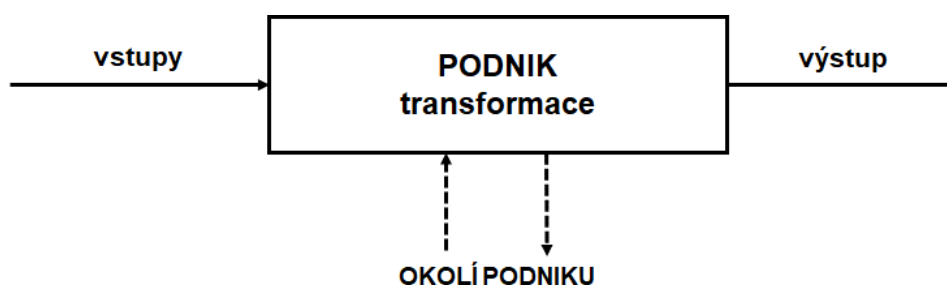 vstupy
PODNIK
transformace
výstup
OKOLÍ PODNIKU